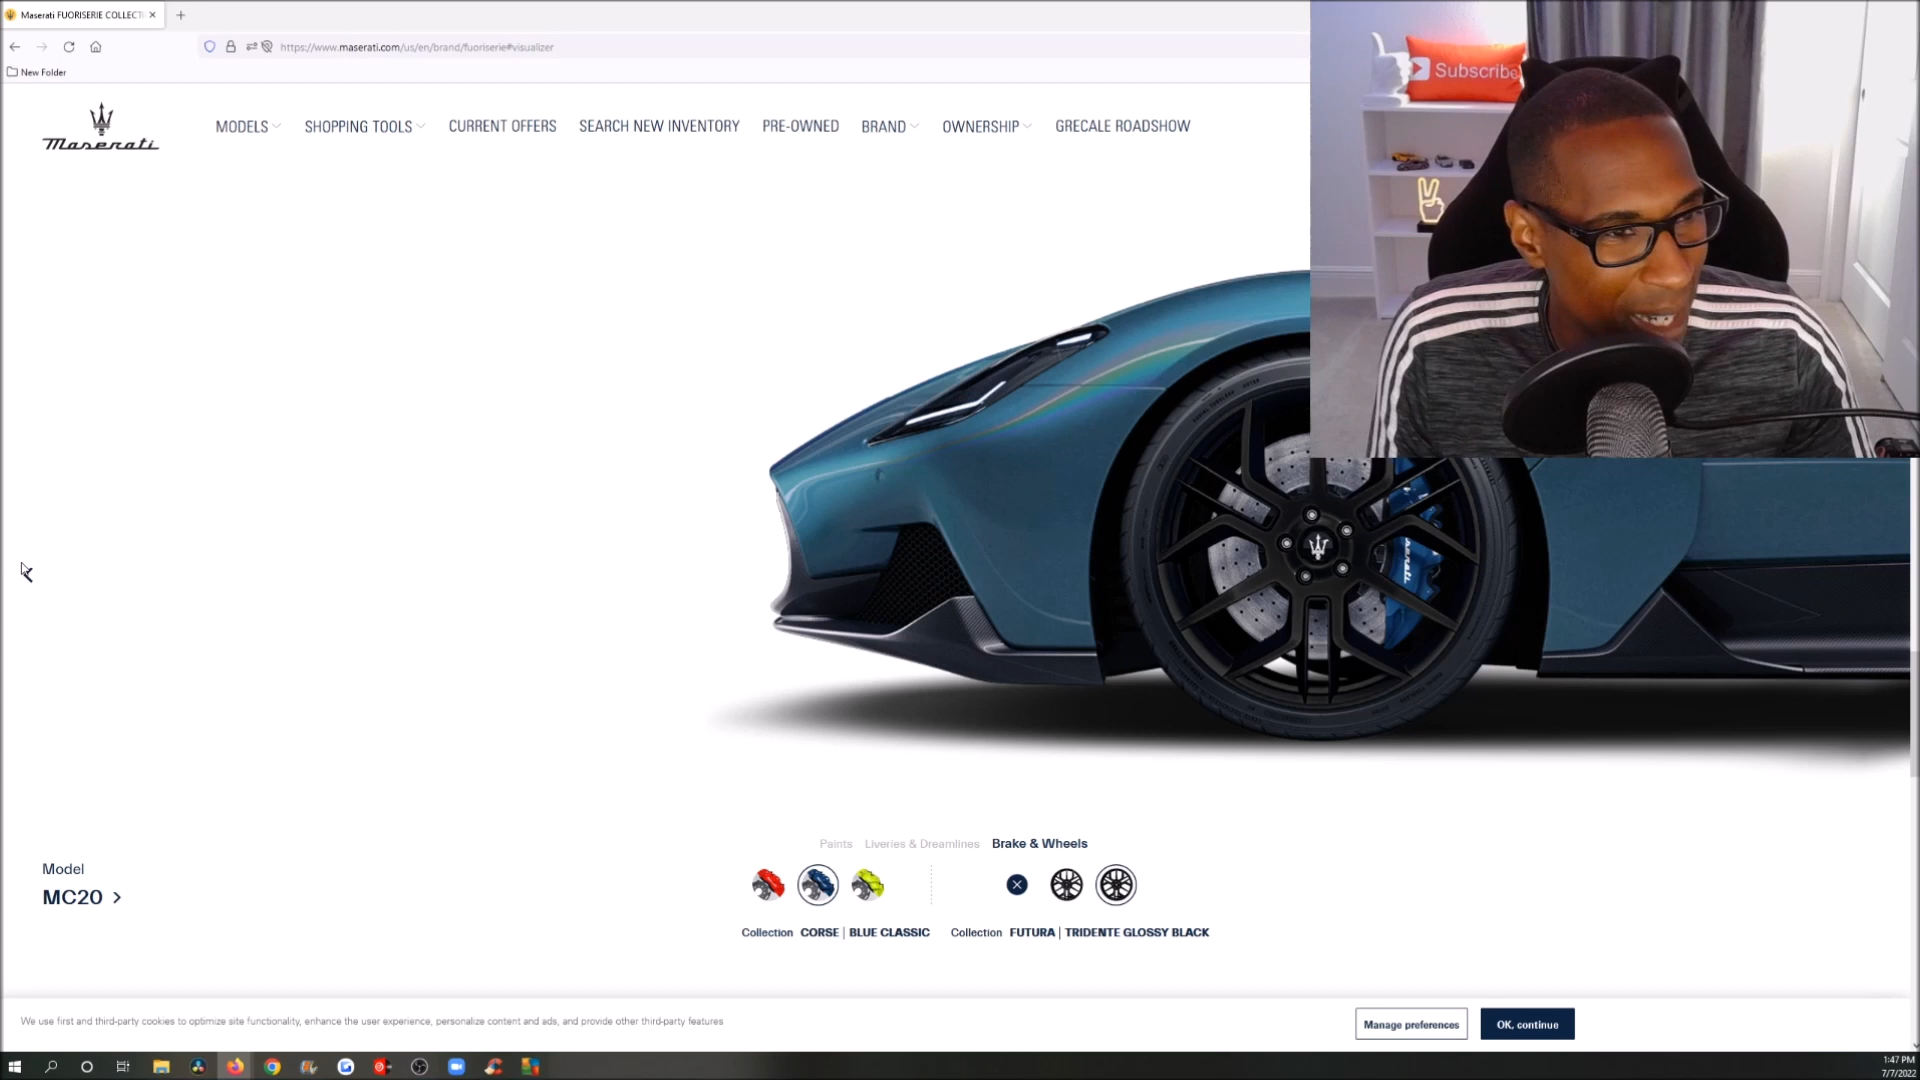 Maserati FUORISERIE COLLECTI
https://www.maserati.com/us/en/brand/fuoriserie#visualizer
New Folder
Subscribe
Maserati
MODELS SHOPPING TOOLS CURRENT OFFERS SEARCH NEW INVENTORY PRE-OWNED BRAND OWNERSHIP GRECALE ROADSHOW
Paints Liveries & Dreamlines Brake & Wheels
Model
MC20
Collection CORSE | BLUE CLASSIC Collection FUTURA | TRIDENTE GLOSSY BLACK
We use first and third-party cookies to optimize site functionality, enhance the user experience, personalize content and ads, and provide other third-party features
Manage preferences OK, continue
1:47 PM
7/7/2022